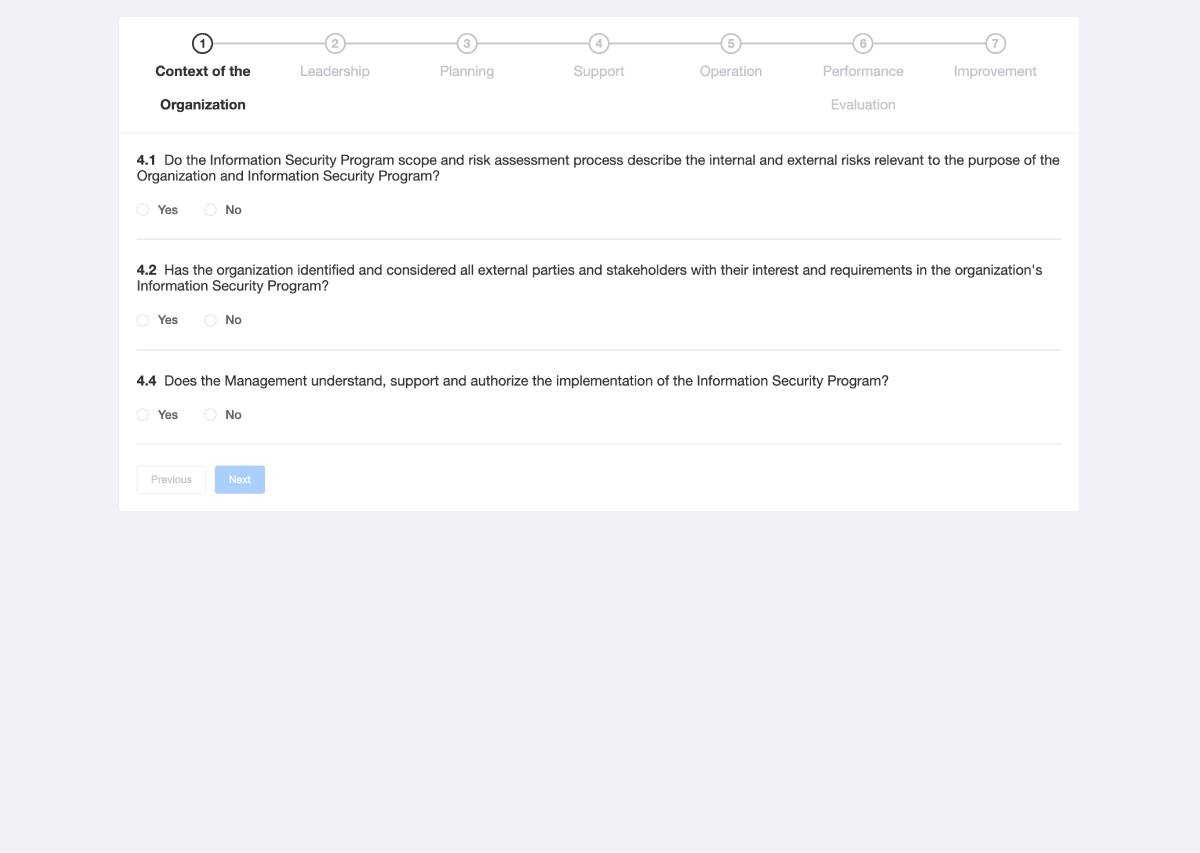 1 2 3 4 5 6 7
Context of the Leadership Planning Support Operation Performance Improvement
Organization Evaluation
4.1 Do the Information Security Program scope and risk assessment process describe the internal and external risks relevant to the purpose of the
Organization and Information Security Program?
Yes No
4.2 Has the organization identified and considered all external parties and stakeholders with their interest and requirements in the organization's
Information Security Program?
Yes No
4.4 Does the Management understand, support and authorize the implementation of the Information Security Program?
Yes No
Previous Next